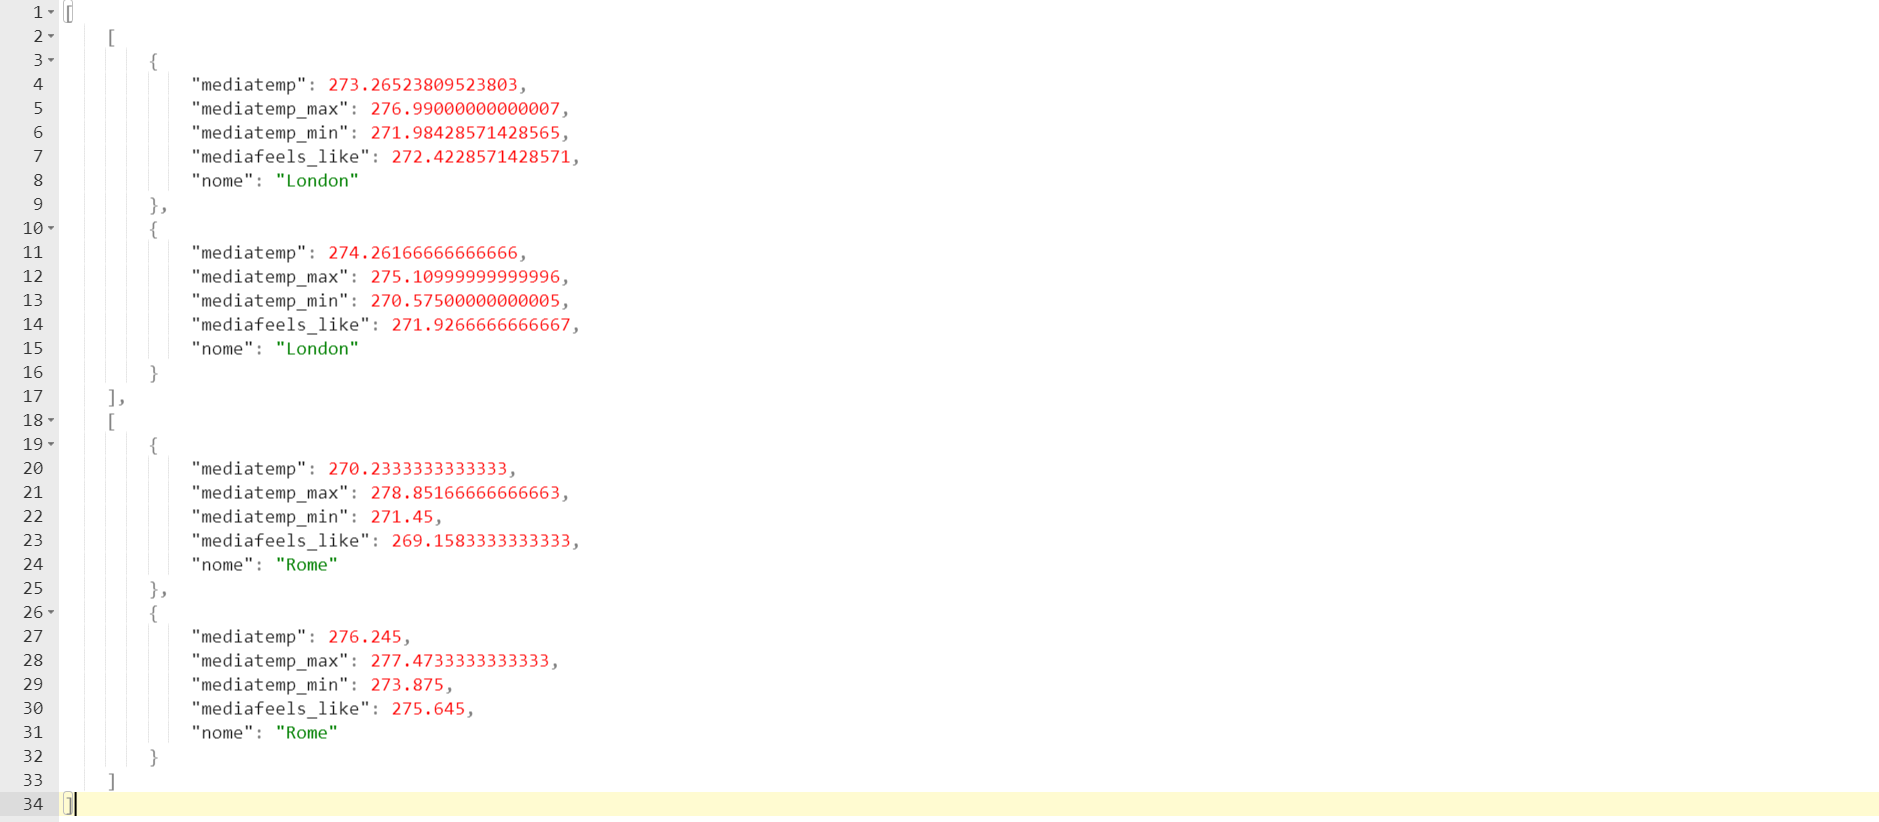 1 [
2 [
3 {
4 "mediatemp": 273.26523809523803,
5 "mediatemp_max": 276.99000000000007,
6 "mediatemp_min": 271.98428571428565,
7 "mediafeels_like": 272.4228571428571,
8 "nome": "London"
9 },
10 {
11 "mediatemp": 274.26166666666666,
12 "mediatemp_max": 275.10999999999996,
13 "mediatemp_min": 270.57500000000005,
14 "mediafeels_like": 271.9266666666667,
15 "nome": "London"
16 }
17 ],
18 [
19 {
20 "mediatemp": 270.2333333333333,
21 "mediatemp_max": 278.85166666666663,
22 "mediatemp_min": 271.45,
23 "mediafeels_like": 269.1583333333333,
24 "nome": "Rome"
25 },
26 {
27 "mediatemp": 276.245,
28 "mediatemp_max": 277.4733333333333,
29 "mediatemp_min": 273.875,
30 "mediafeels_like": 275.645,
31 "nome": "Rome"
32 }
33 ]
34 ]